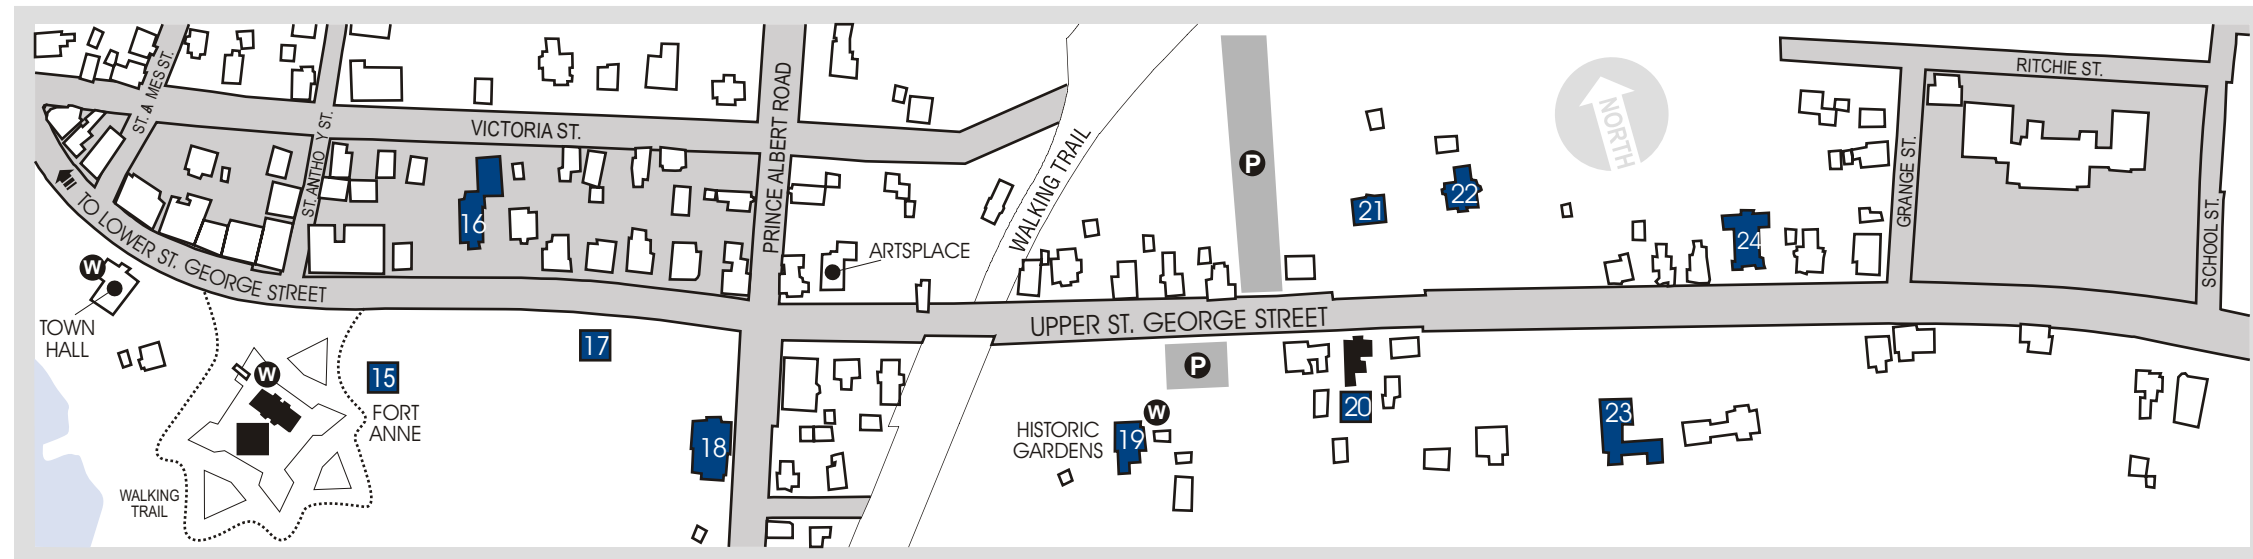 ST. JAMES ST.
VICTORIA ST.
ST. ANTHO Y ST.
PRINCE ALBERT ROAD
WALKING TRAIL
P
NORTH
RITCHIE ST.
GRANGE ST.
SCHOOL ST.
16
21
22
24
TO LOWER ST. GEORGE STREET
ARTSPLACE
W
TOWN
HALL
UPPER ST. GEORGE STREET
17
15
FORT
ANNE
W
P
18
HISTORIC
GARDENS
W
19
20
23
WALKING
TRAIL